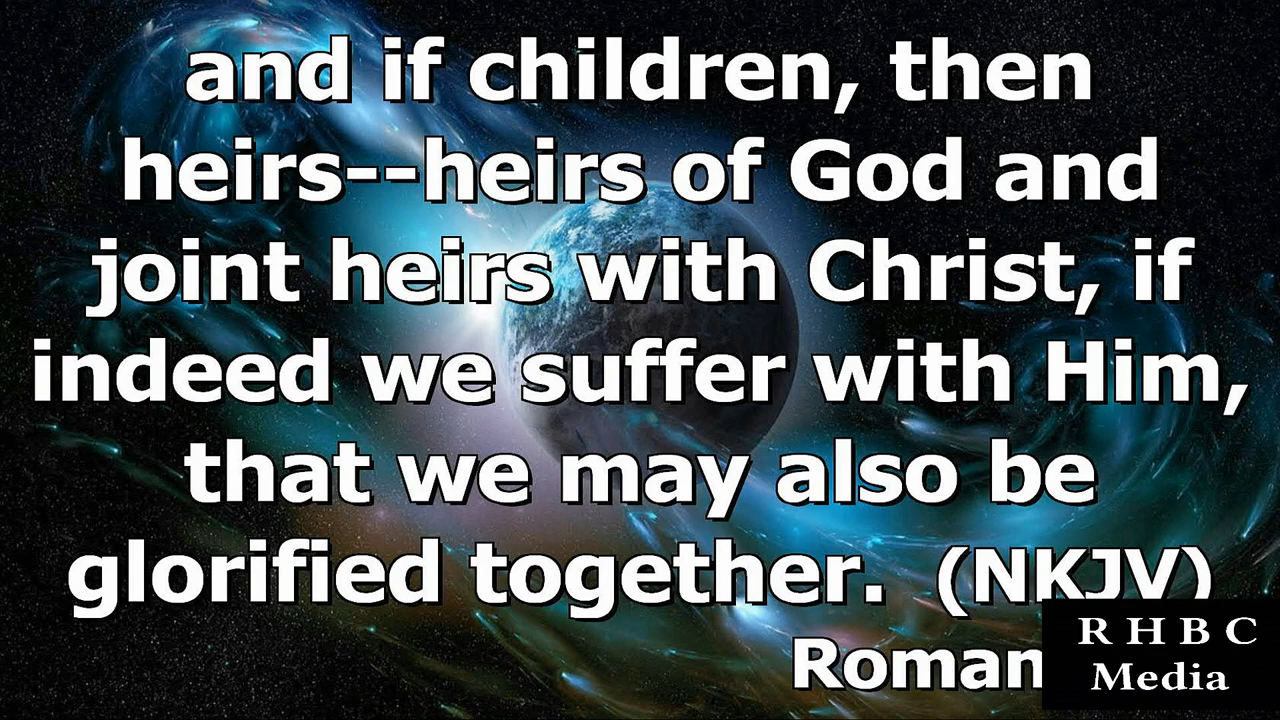 and if children, then
heirs--heirs of God and
joint heirs with Christ, if
indeed we suffer with Him,
that we may also be
glorified together. (NKJV)
Roman
R H B C
Media